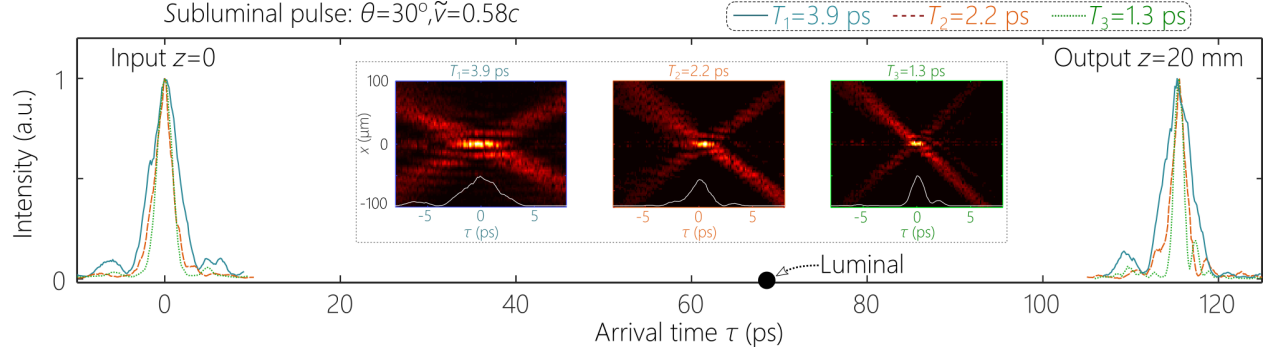 Subluminal pulse: θ=30°,ṽ=0.58c
T₁=3.9 ps T₂=2.2 ps T₃=1.3 ps
Input z=0
Output z=20 mm
T₁=3.9 ps T₂=2.2 ps T₃=1.3 ps
100
0
-100
x (μm)
-5 0 5
-5 0 5
-5 0 5
τ (ps) τ (ps) τ (ps)
Luminal
1
0
Intensity (a.u.)
0 20 40 60 80 100 120
Arrival time τ (ps)